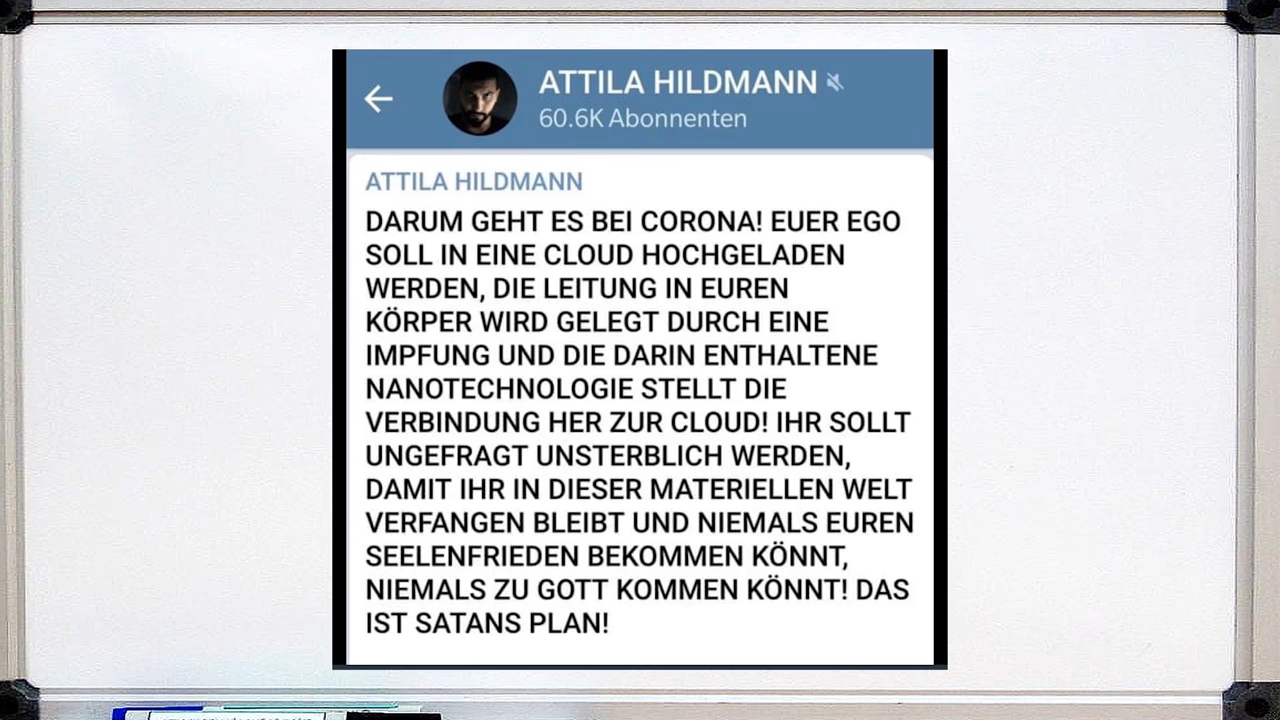 ATTILA HILDMANN
60.6K Abonnenten
ATTILA HILDMANN
DARUM GEHT ES BEI CORONA! EUER EGO
SOLL IN EINE CLOUD HOCHGELADEN
WERDEN, DIE LEITUNG IN EUREN
KÖRPER WIRD GELEGT DURCH EINE
IMPFUNG UND DIE DARIN ENTHALTENE
NANOTECHNOLOGIE STELLT DIE
VERBINDUNG HER ZUR CLOUD! IHR SOLLT
UNGEFRAGT UNSTERBLICH WERDEN,
DAMIT IHR IN DIESER MATERIELLEN WELT
VERFANGEN BLEIBT UND NIEMALS EUREN
SEELENFRIEDEN BEKOMMEN KÖNNT,
NIEMALS ZU GOTT KOMMEN KÖNNT! DAS
IST SATANS PLAN!